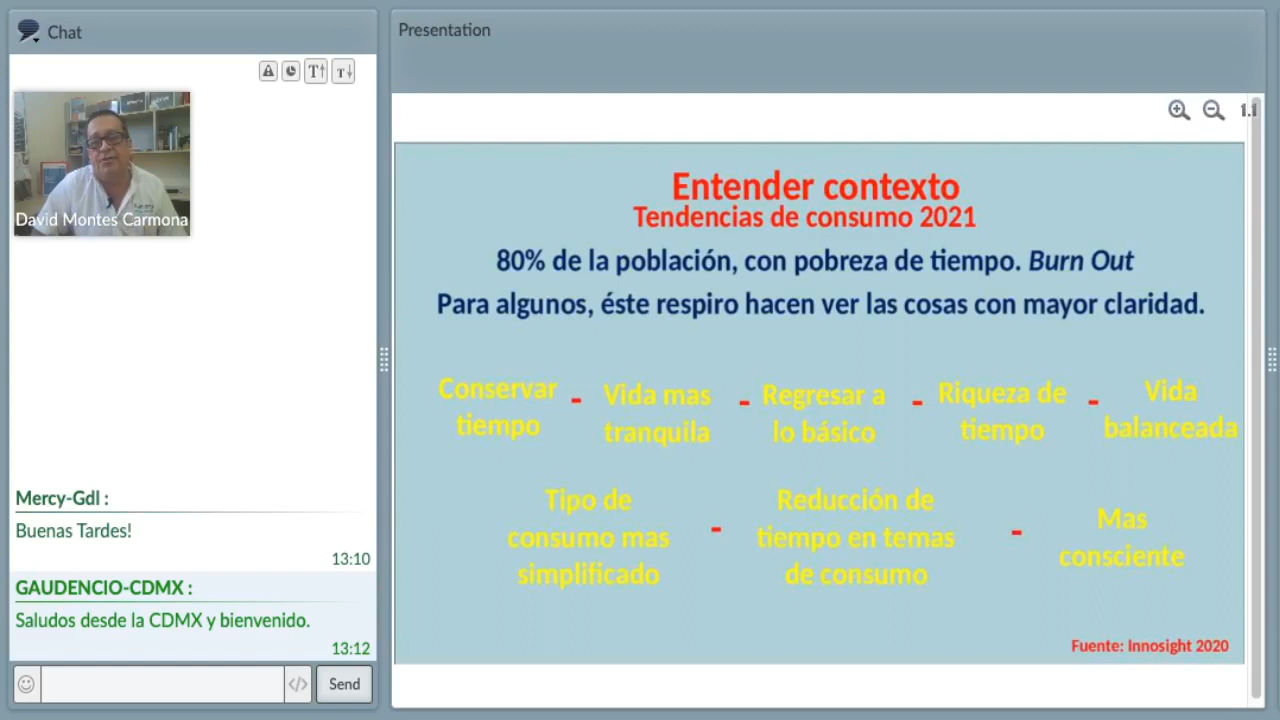 Chat
T
T
David Montes Carmona
Mercy-Gdl :
Buenas Tardes!
13:10
GAUDENCIO-CDMX :
Saludos desde la CDMX y bienvenido.
13:12
</>
Send
Presentation
Entender contexto
Tendencias de consumo 2021
80% de la población, con pobreza de tiempo. Burn Out
Para algunos, éste respiro hacen ver las cosas con mayor claridad.
Conservar
tiempo
-
Vida mas
tranquila
-
Regresar a
lo básico
-
Riqueza de
tiempo
-
Vida
balanceada
Tipo de
consumo mas
simplificado
-
Reducción de
tiempo en temas
de consumo
-
Mas
consciente
Fuente: Innosight 2020